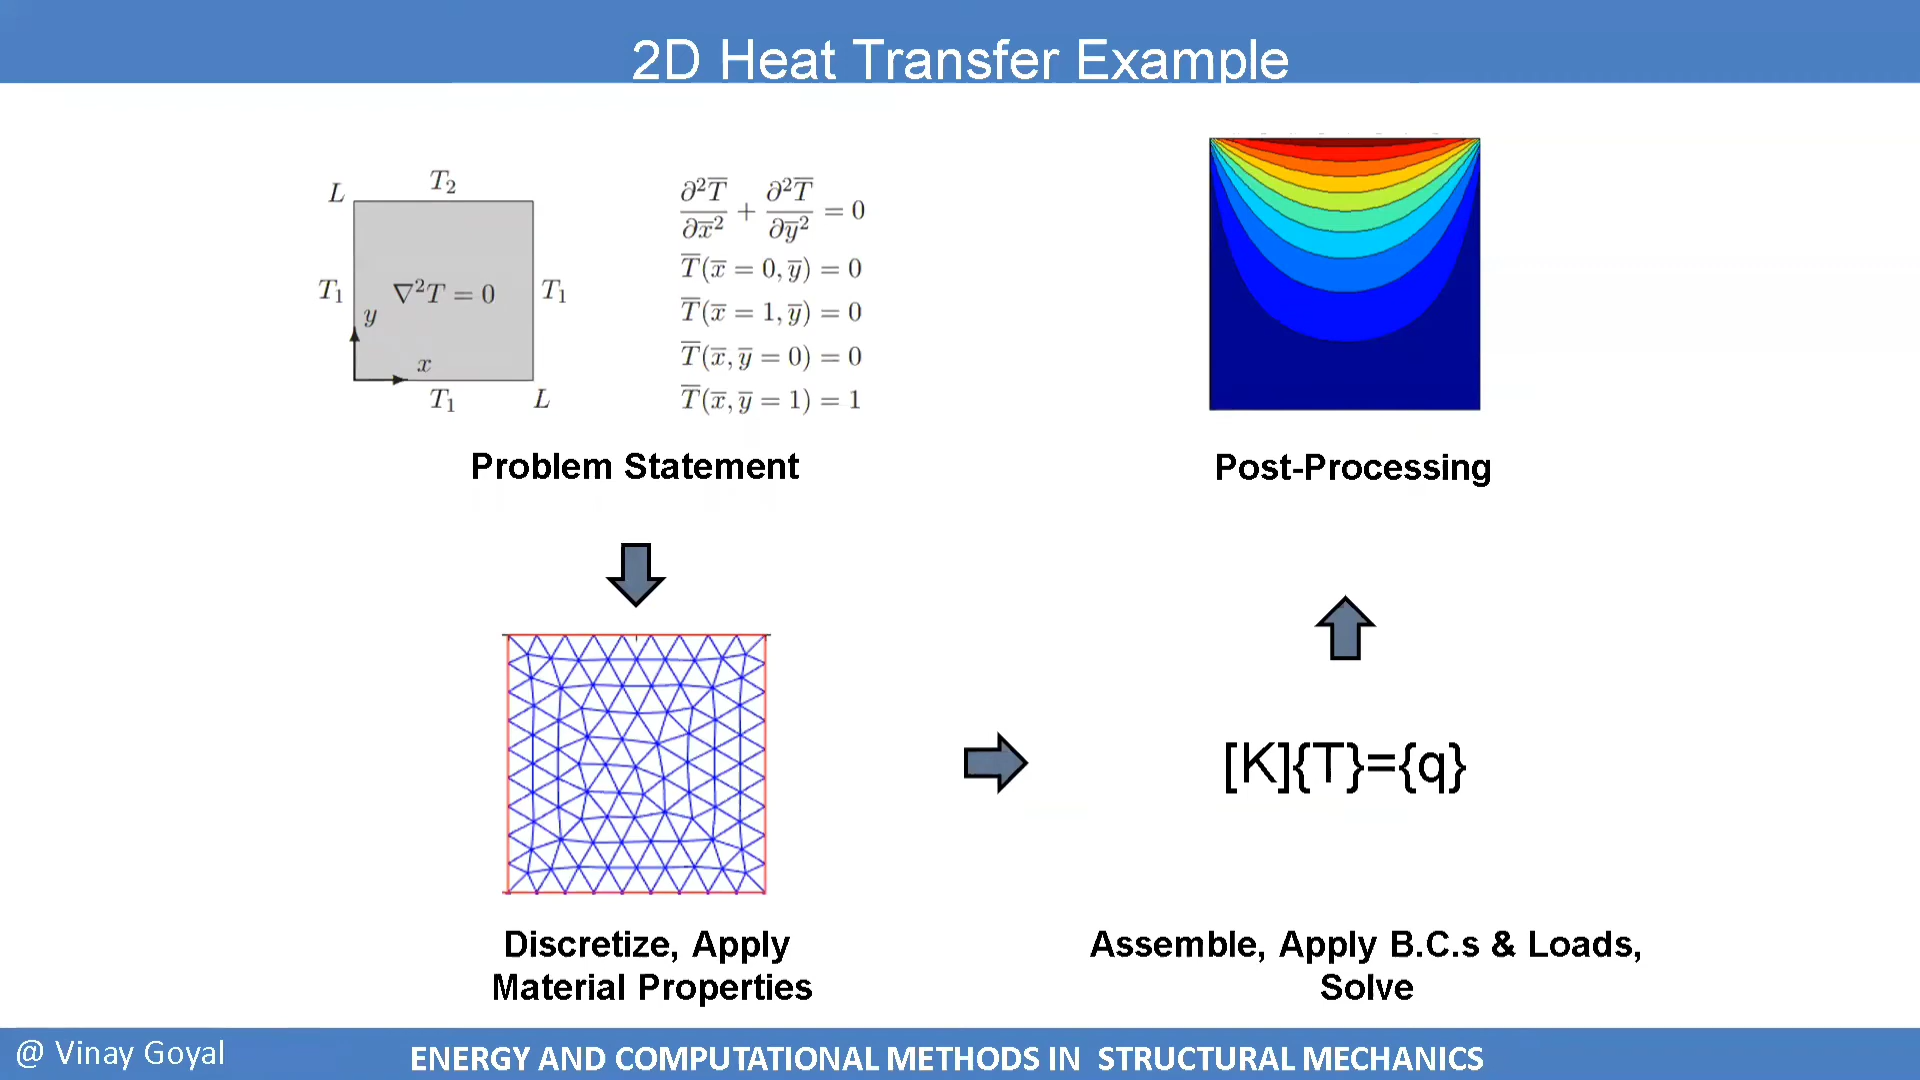 2D Heat Transfer Example
L
T₂
T₁
∇²T = 0
T₁
y
x
T₁
L
∂²T̅/∂x̅² + ∂²T̅/∂y̅² = 0
T̅(x̅ = 0, y̅) = 0
T̅(x̅ = 1, y̅) = 0
T̅(x̅, y̅ = 0) = 0
T̅(x̅, y̅ = 1) = 1
Problem Statement
Post-Processing
[K]{T}={q}
Discretize, Apply
Material Properties
Assemble, Apply B.C.s & Loads,
Solve
@ Vinay Goyal
ENERGY AND COMPUTATIONAL METHODS IN STRUCTURAL MECHANICS